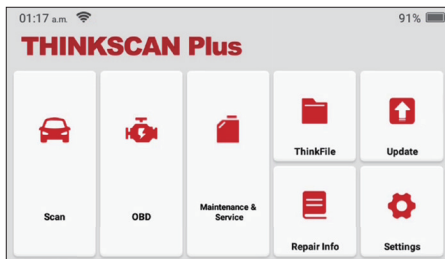 01:17 a.m. 91%
THINKSCAN Plus
ThinkFile Update
Scan OBD Maintenance &
Service
Repair Info Settings